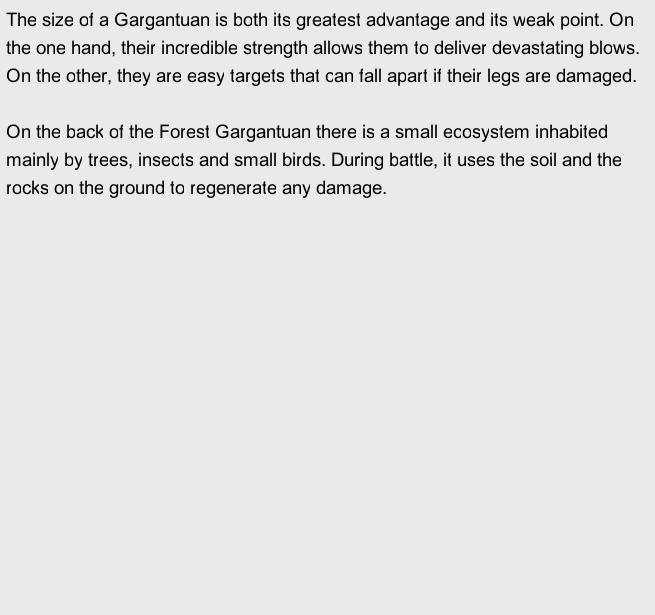 The size of a Gargantuan is both its greatest advantage and its weak point. On
the one hand, their incredible strength allows them to deliver devastating blows.
On the other, they are easy targets that can fall apart if their legs are damaged.

On the back of the Forest Gargantuan there is a small ecosystem inhabited
mainly by trees, insects and small birds. During battle, it uses the soil and the
rocks on the ground to regenerate any damage.